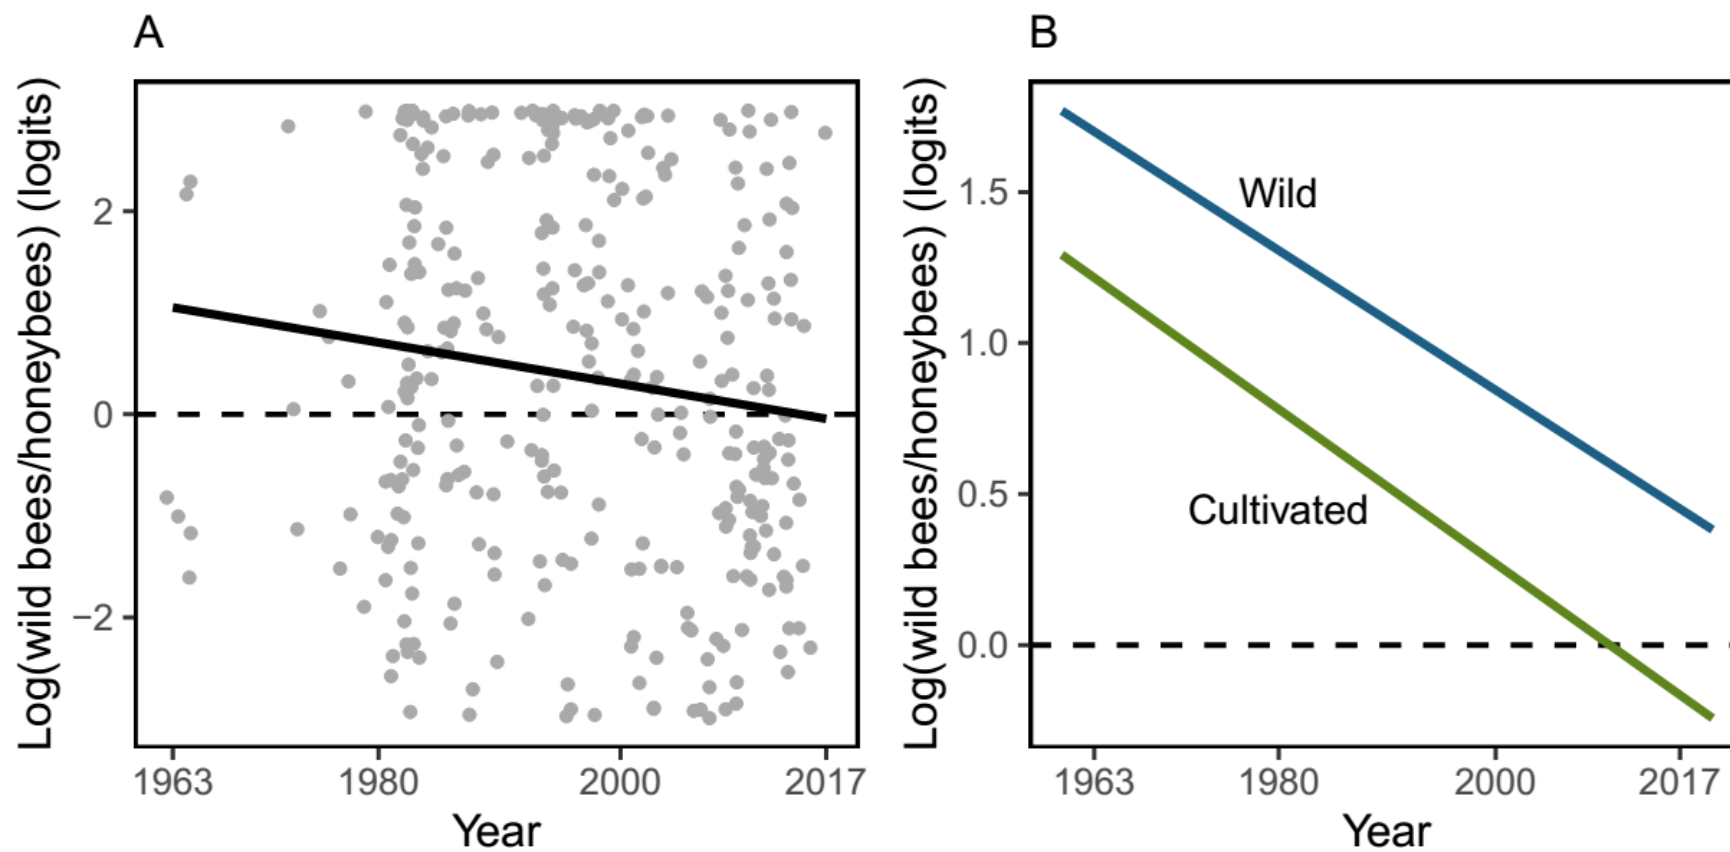 A
Log(wild bees/honeybees) (logits)
2
0
−2
1963 1980 2000 2017
Year
B
Log(wild bees/honeybees) (logits)
1.5
1.0
0.5
0.0
Wild
Cultivated
1963 1980 2000 2017
Year